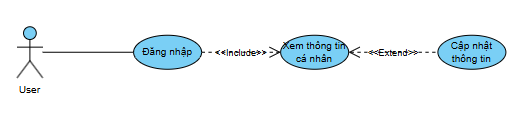 User
Đăng nhập
<<Include>>
Xem thông tin
cá nhân
<<Extend>>
Cập nhật
thông tin